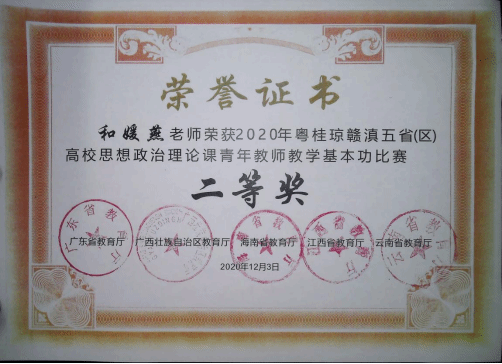 荣誉证书
和媛燕老师荣获2020年粤桂琼赣滇五省(区)
高校思想政治理论课青年教师教学基本功比赛
二等奖
广东省教育厅 广西壮族自治区教育厅 海南省教育厅 江西省教育厅 云南省教育厅
2020年12月3日